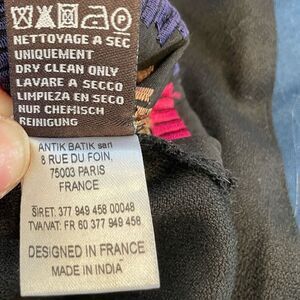 NETTOYAGE A SEC
UNIQUEMENT
DRY CLEAN ONLY
LAVARE A SECCO
LIMPIEZA EN SECO
NUR CHEMISCH
REINIGUNG
ANTIK BATIK sarl
8 RUE DU FOIN,
75003 PARIS
FRANCE
SIRET: 377 949 458 00048
TVA/VAT: FR 60 377 949 458
DESIGNED IN FRANCE
MADE IN INDIA